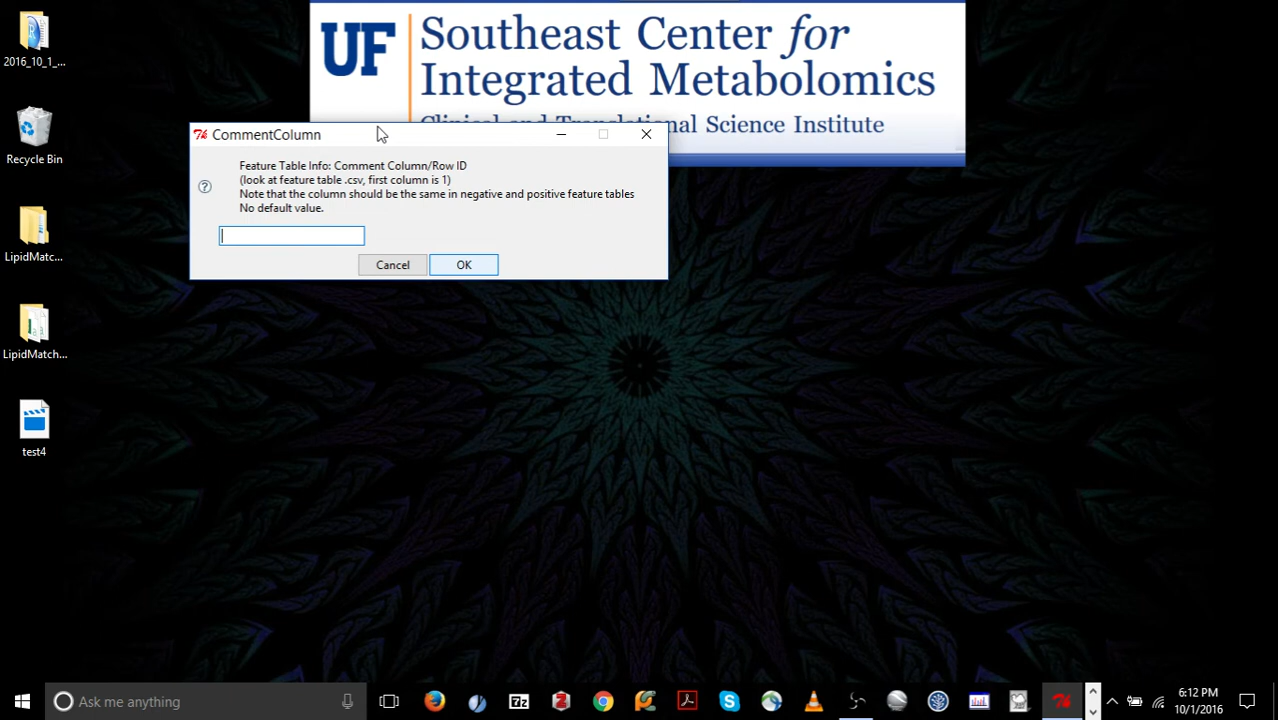 UF
Southeast Center for
Integrated Metabolomics
Clinical and Translational Science Institute
2016_10_1_...
Recycle Bin
LipidMatc...
LipidMatch...
test4
CommentColumn
Feature Table Info: Comment Column/Row ID
(look at feature table .csv, first column is 1)
Note that the column should be the same in negative and positive feature tables
No default value.
Cancel
OK
Ask me anything
6:12 PM
10/1/2016